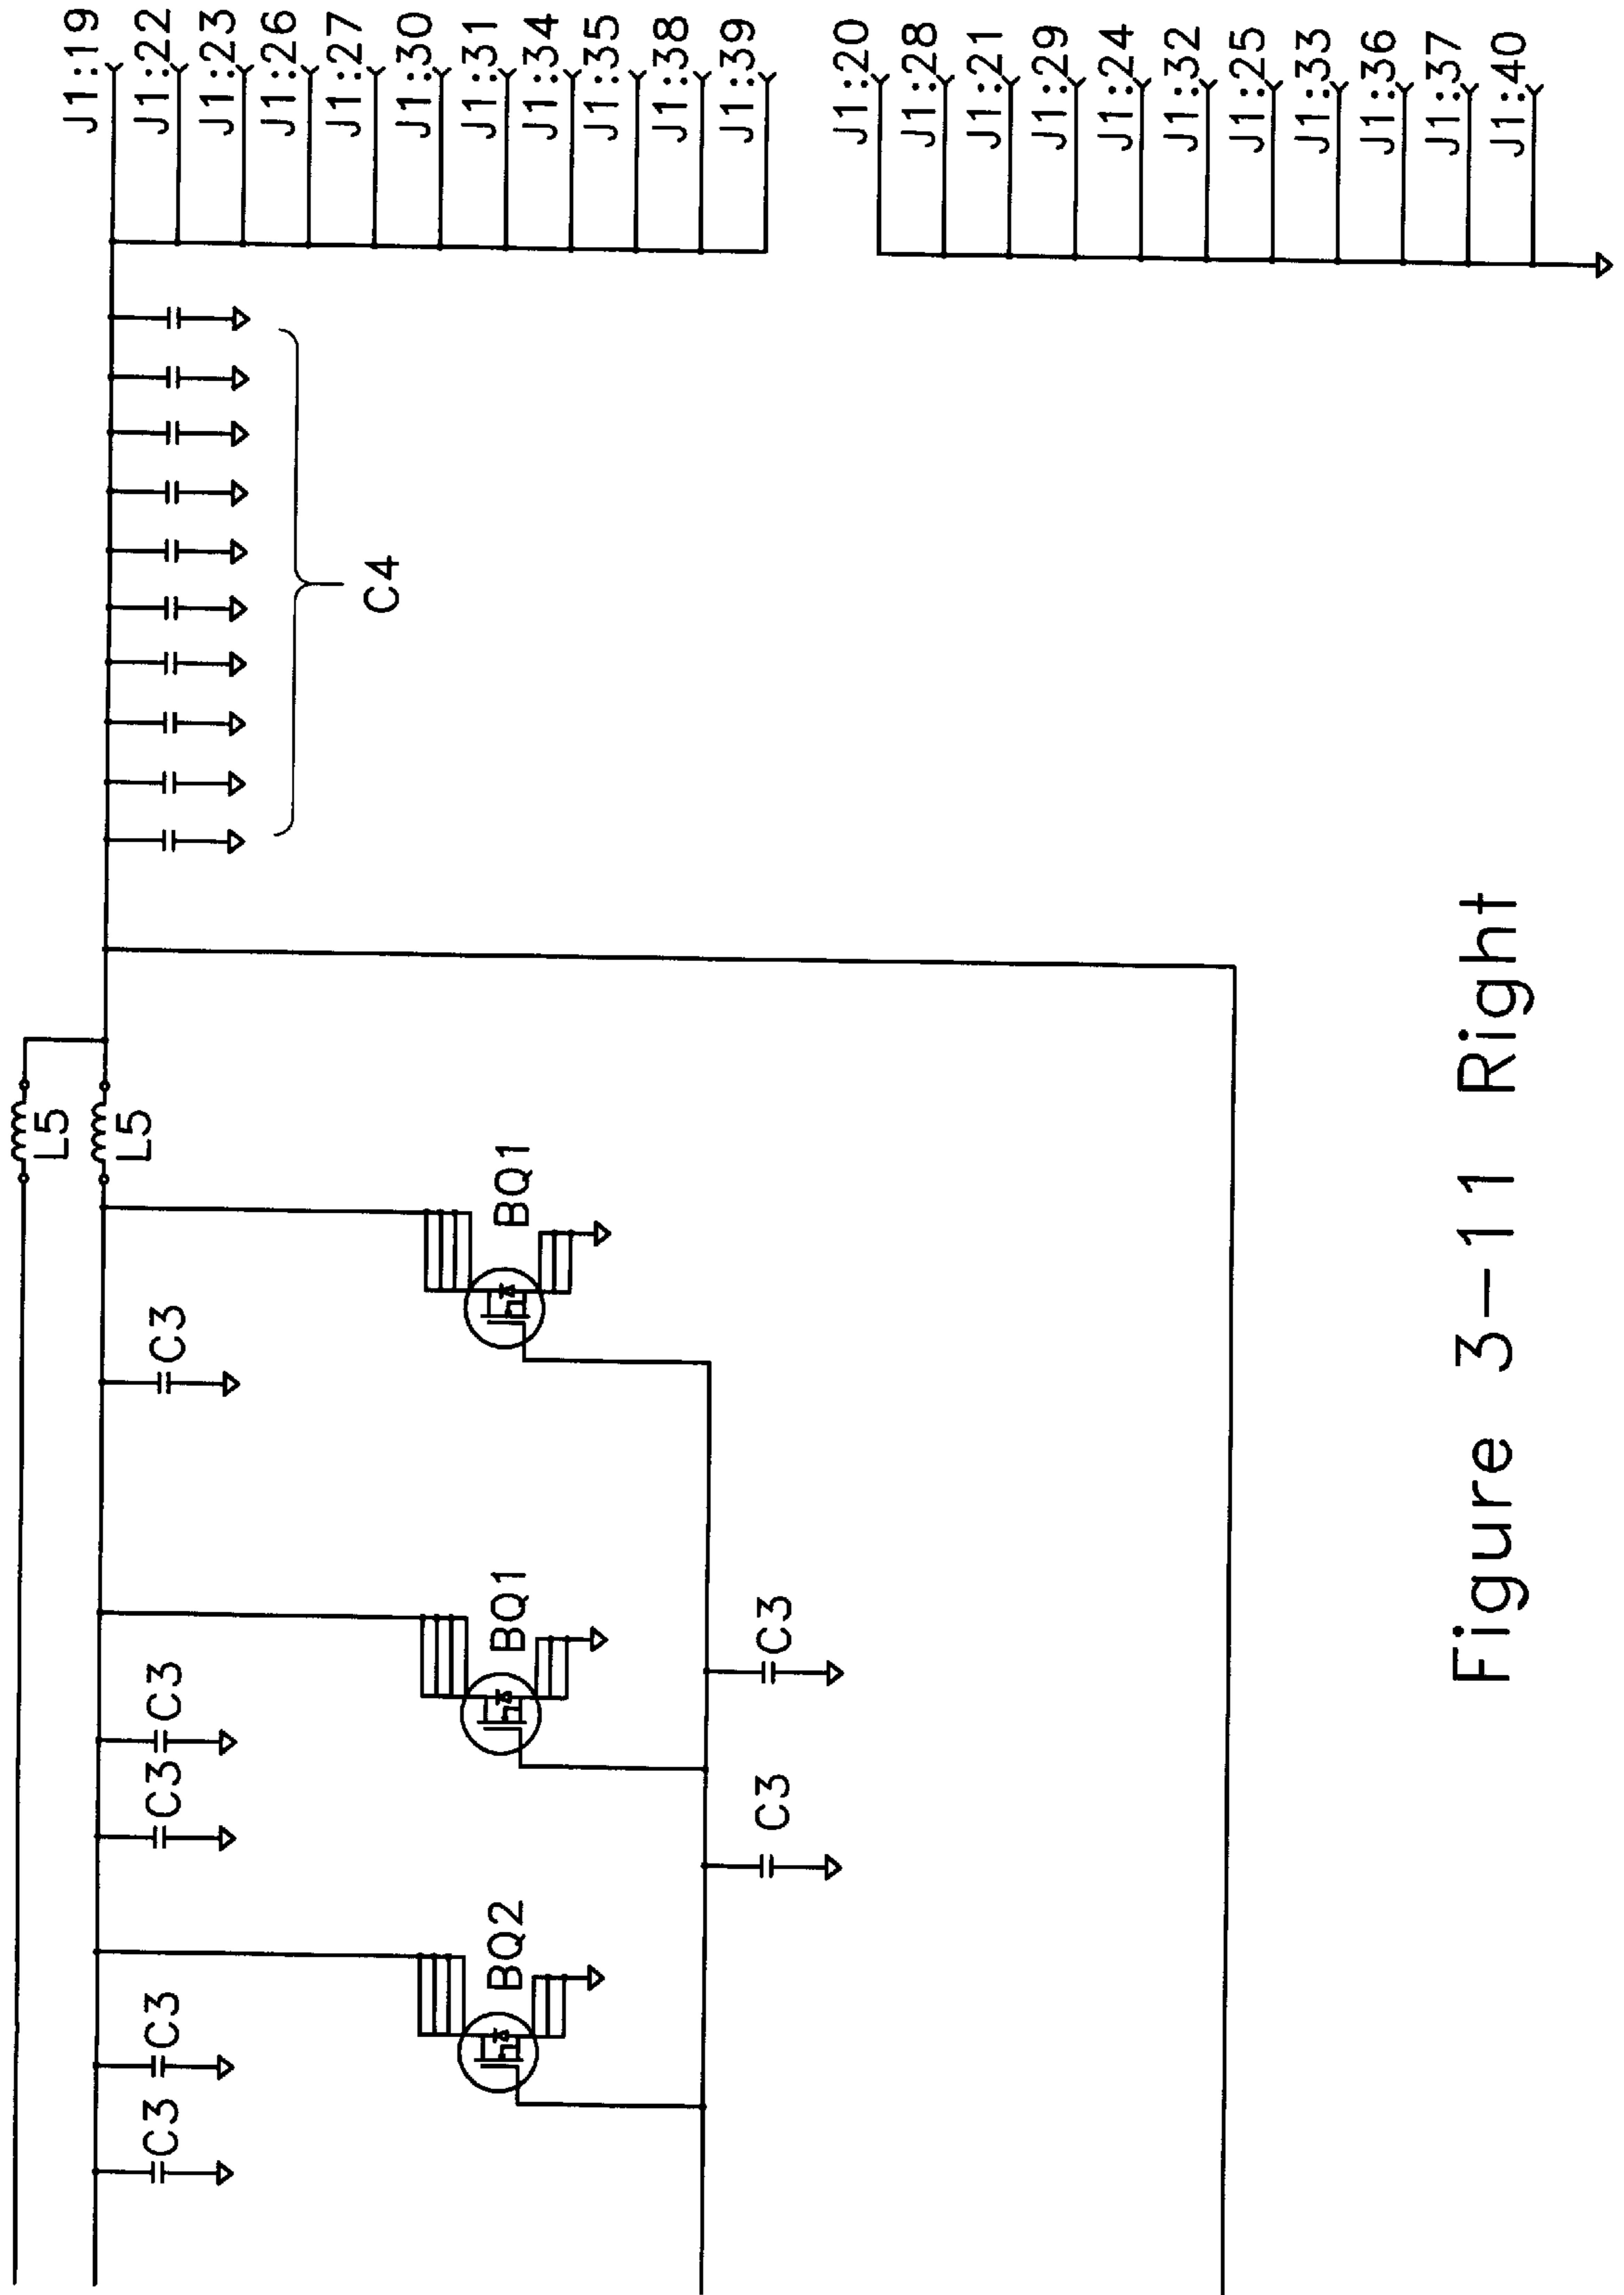 J1:19
J1:22
J1:23
J1:26
J1:27
J1:30
J1:31
J1:34
J1:35
J1:38
J1:39
J1:20
J1:28
J1:21
J1:29
J1:24
J1:32
J1:25
J1:33
J1:36
J1:37
J1:40
C4
L5
L5
C3
C3
C3
C3
C3
BQ1
BQ1
BQ2
C3
C3
Figure 3-11 Right